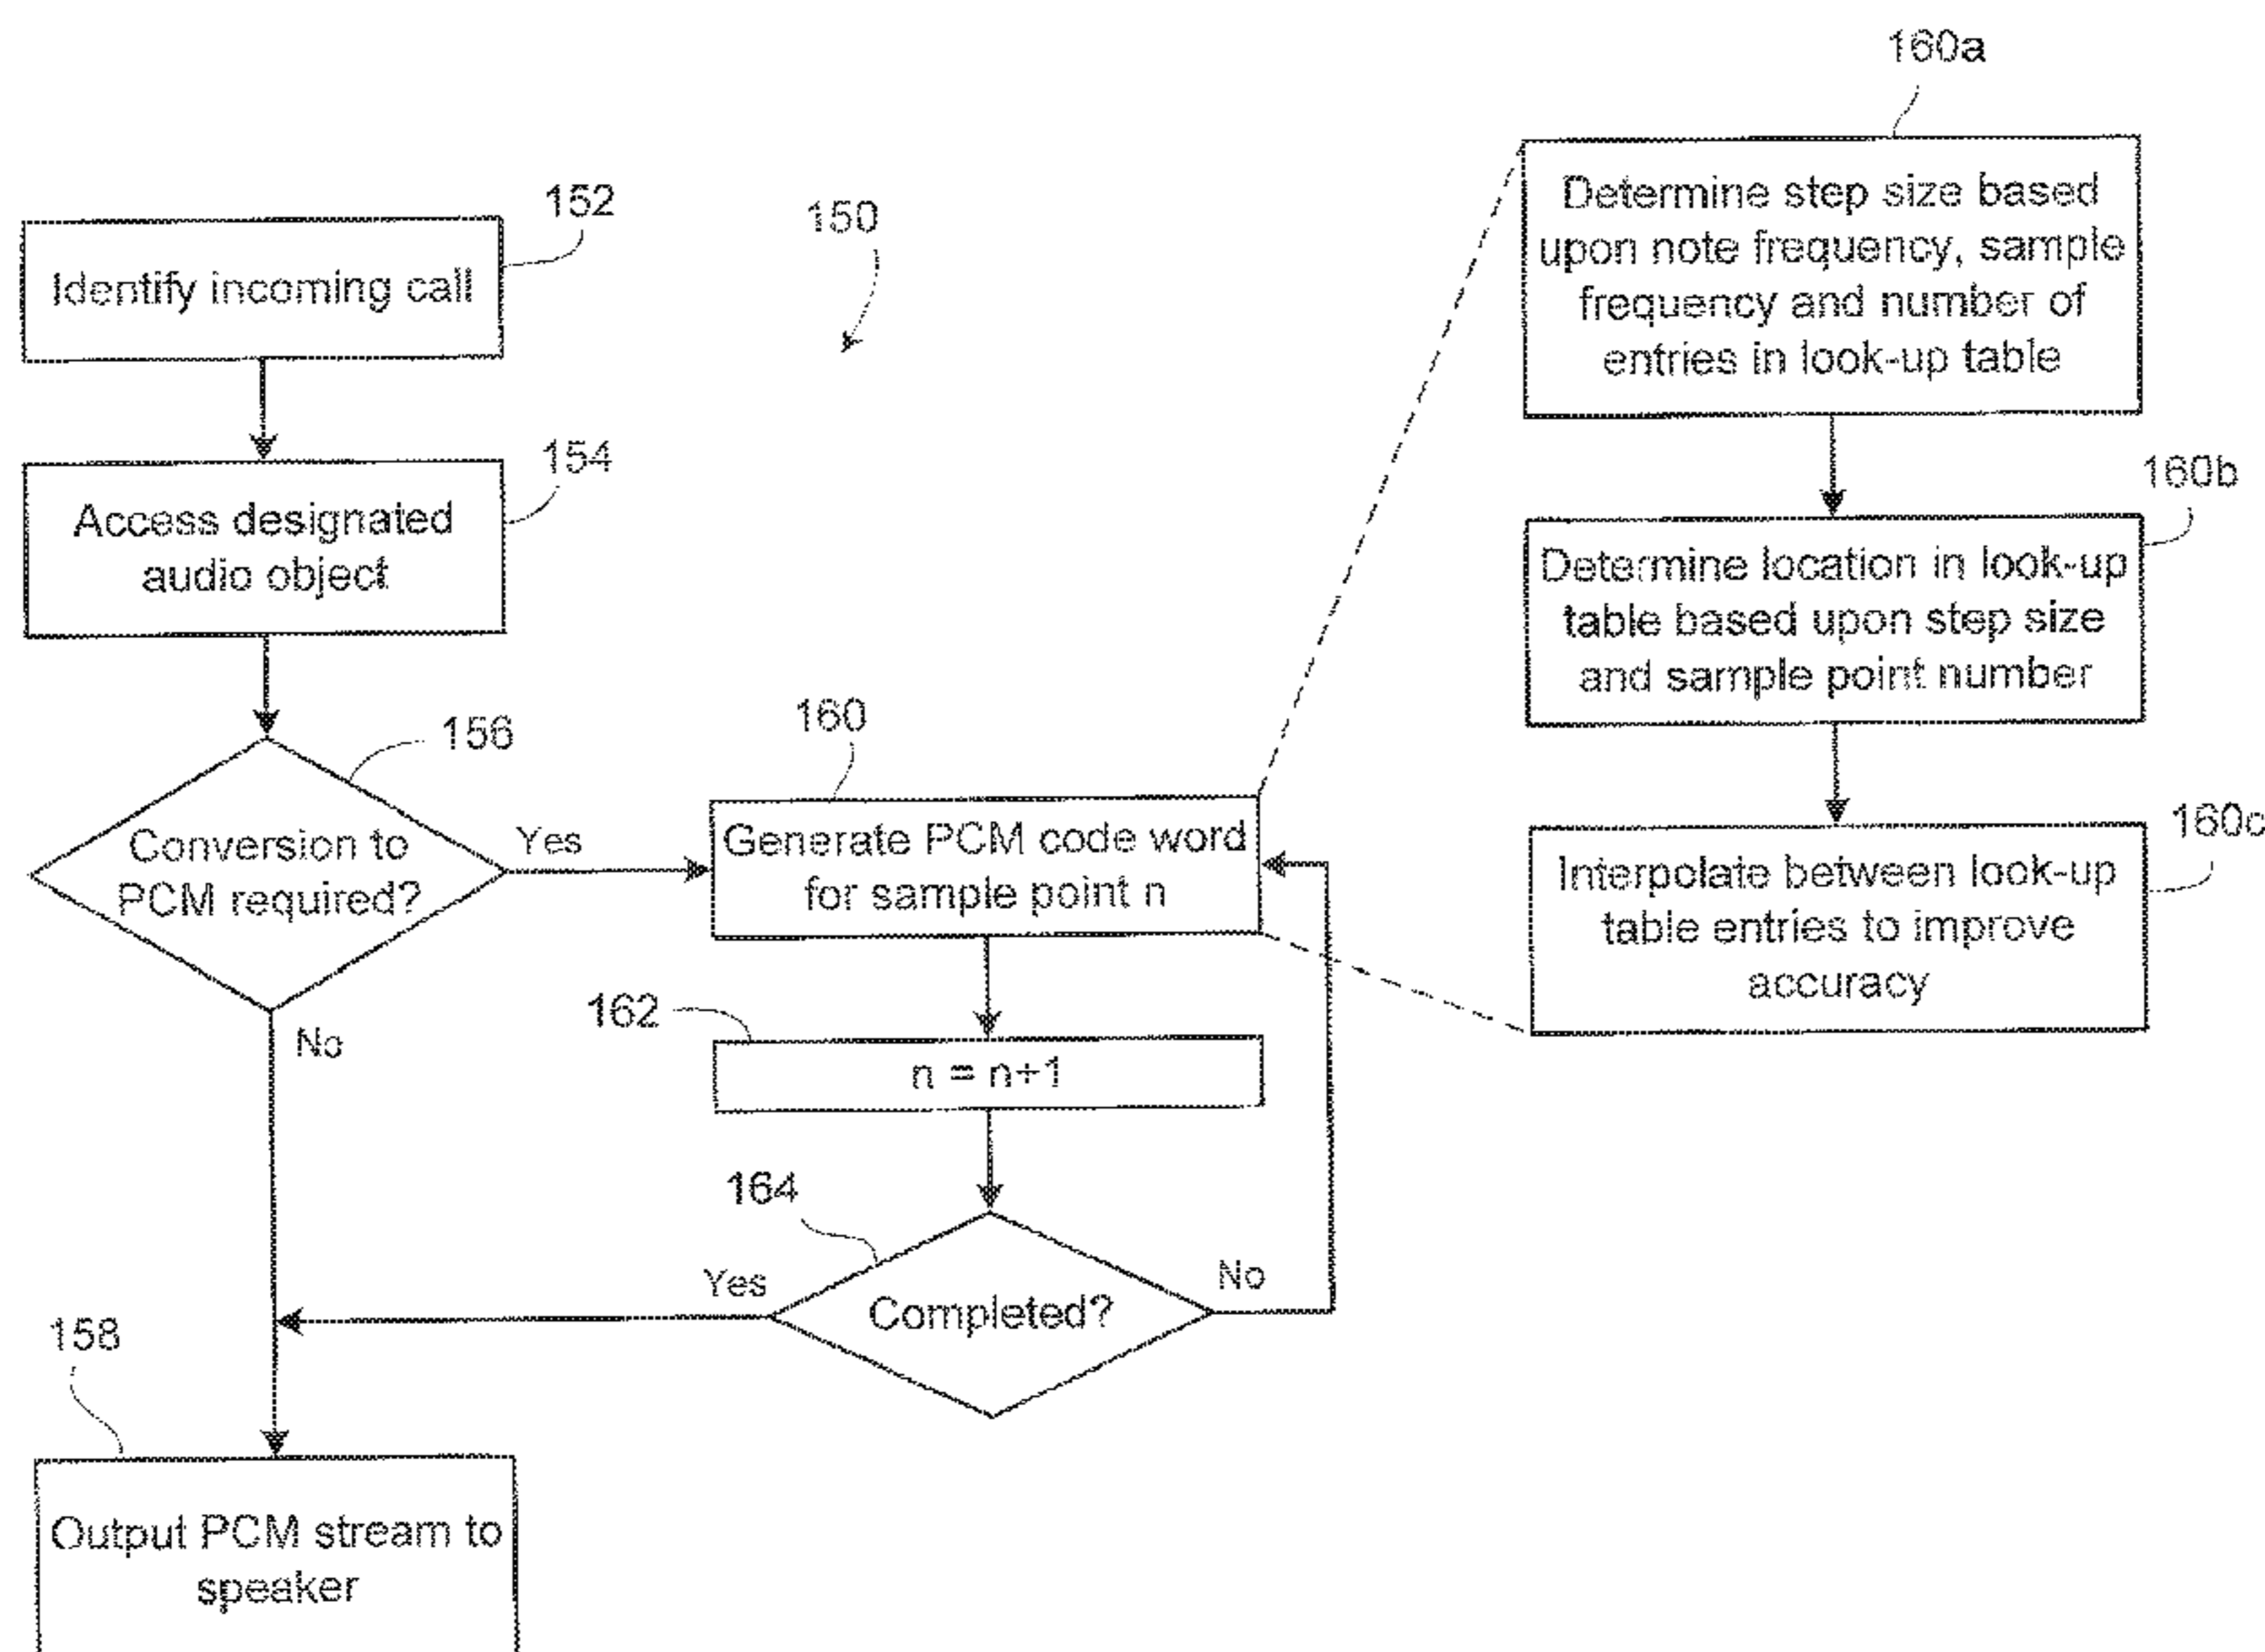 160a
Determine step size based
upon note frequency, sample
frequency and number of
entries in look-up table
152
150
Identify incoming call
154
Access designated
audio object
160b
Determine location in look-up
table based upon step size
and sample point number
156
160
Conversion to
PCM required?
Yes
No
Generate PCM code word
for sample point n
160c
Interpolate between look-up
table entries to improve
accuracy
162
n = n+1
164
Yes
No
Completed?
158
Output PCM stream to
speaker